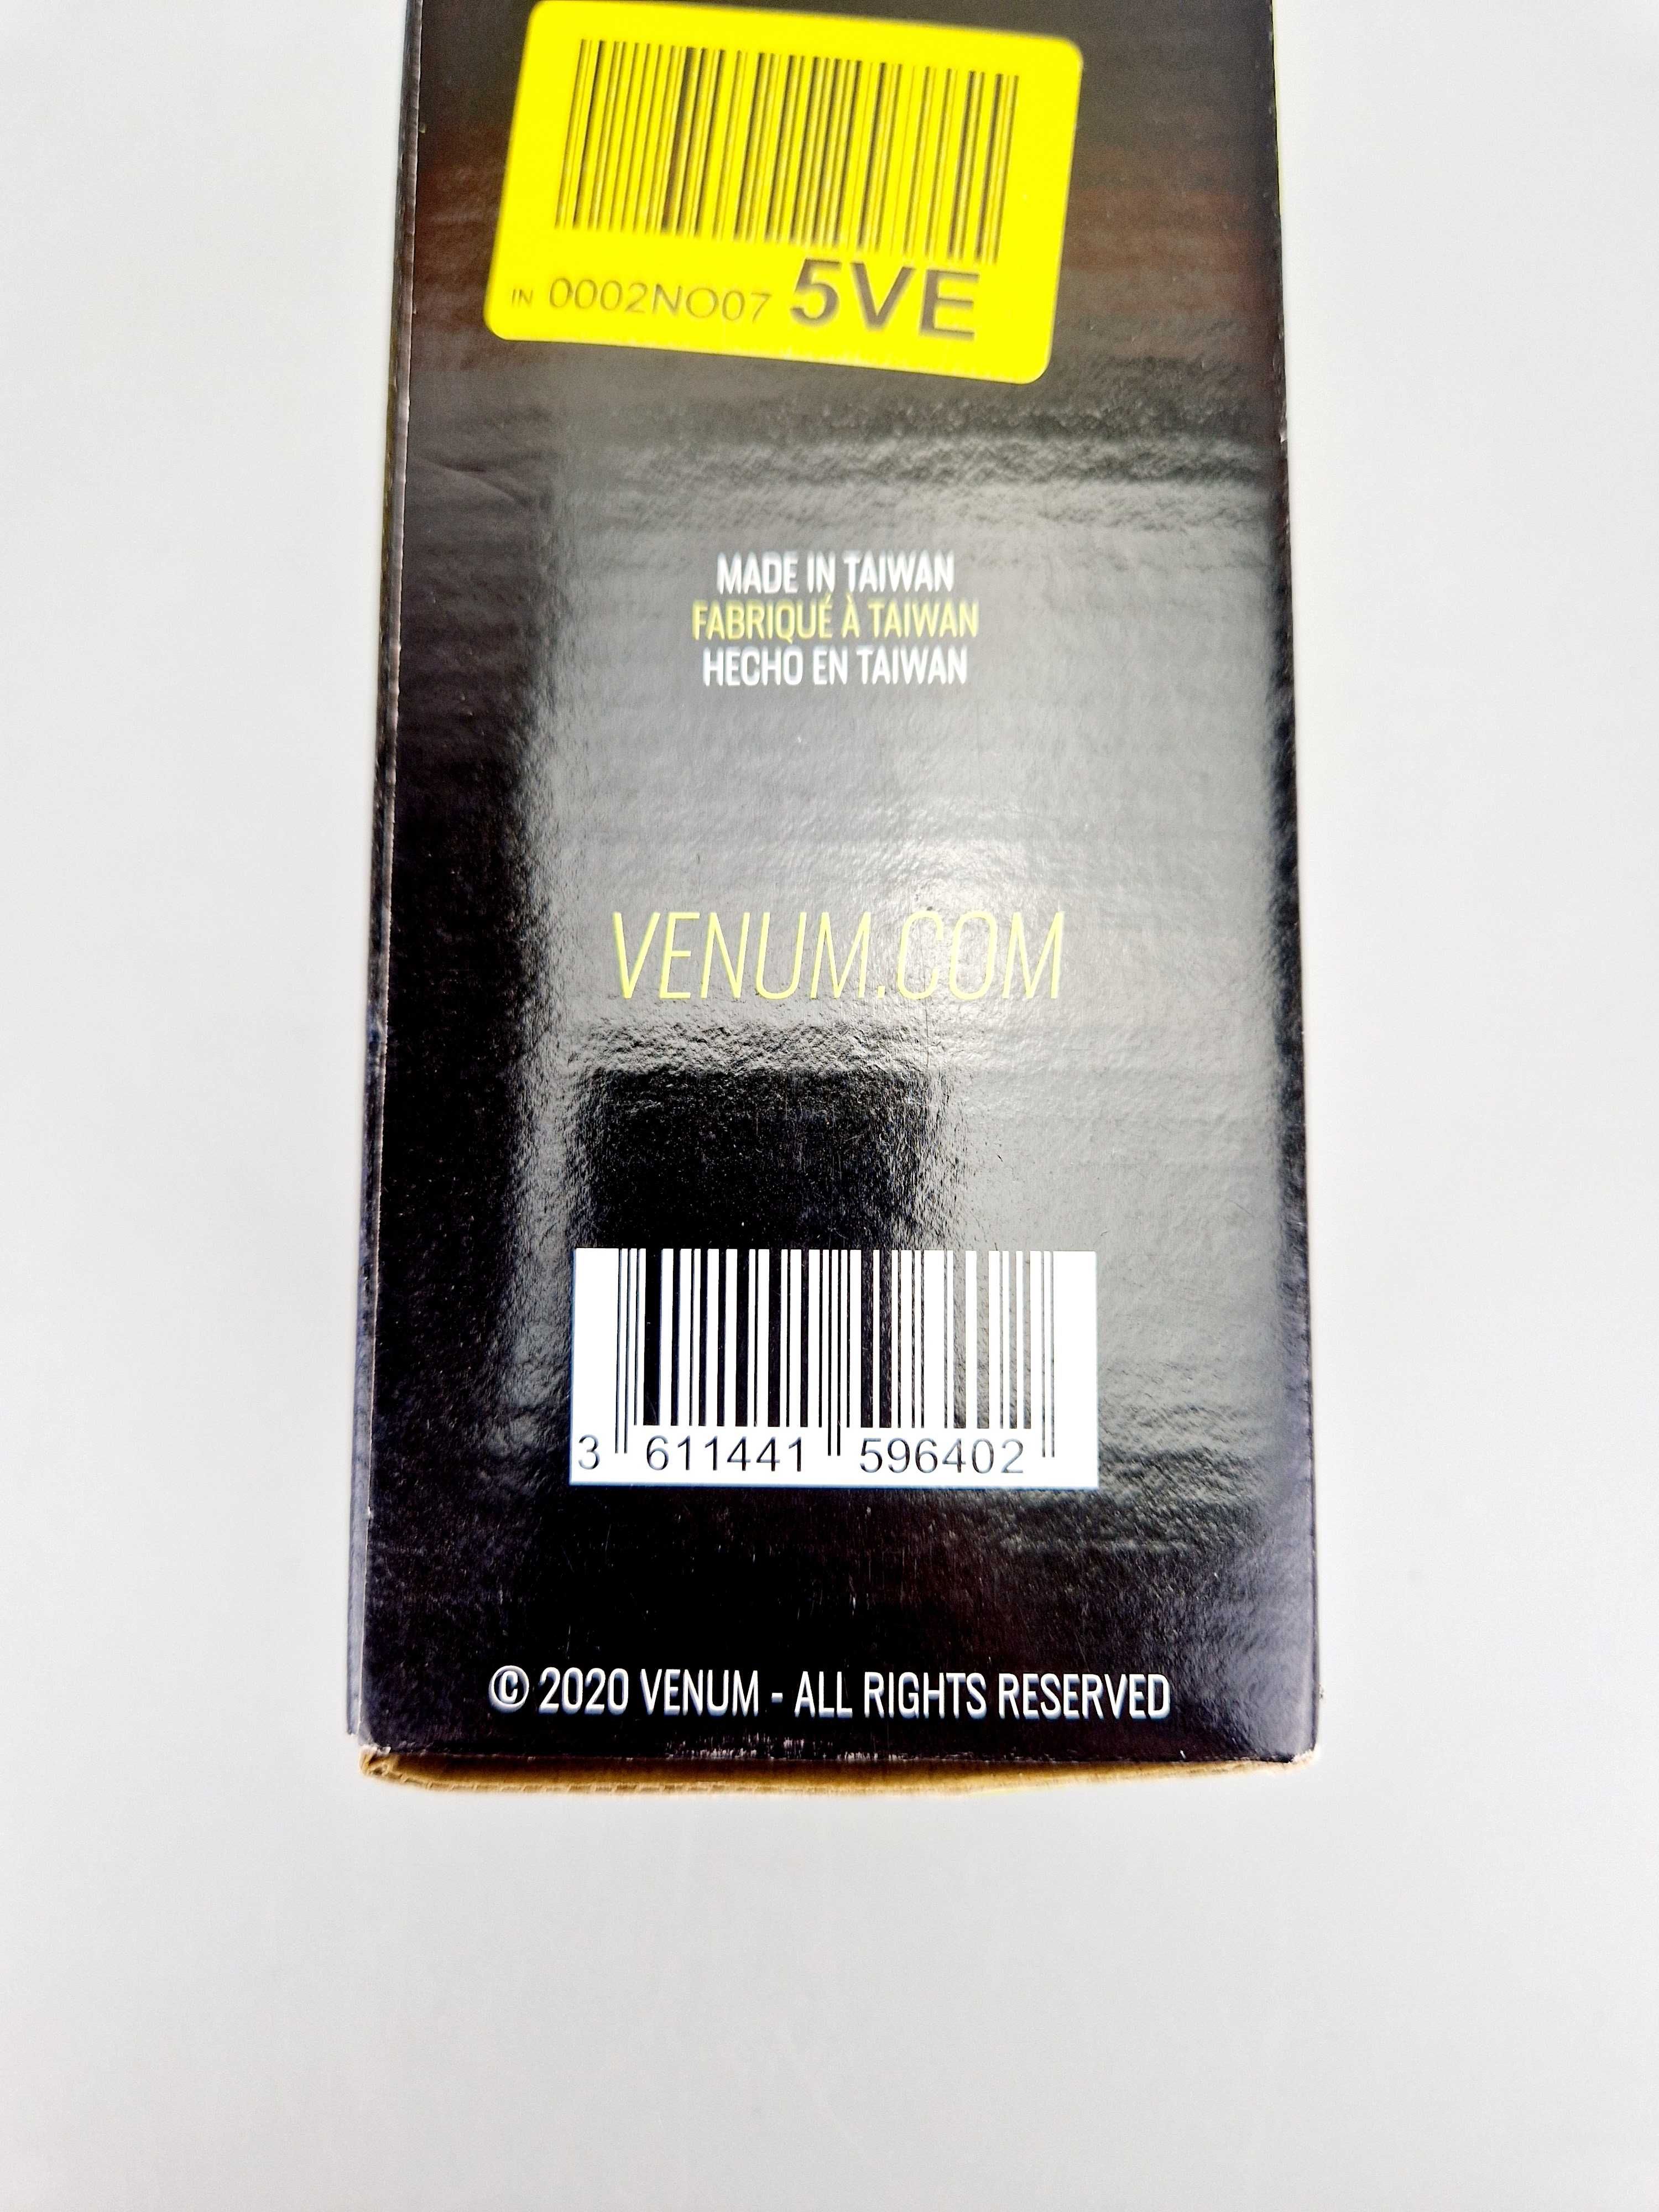 IN 0002NO07 5VE
MADE IN TAIWAN
FABRIQUÉ À TAIWAN
HECHO EN TAIWAN
VENUM.COM
3 611441 596402
© 2020 VENUM - ALL RIGHTS RESERVED